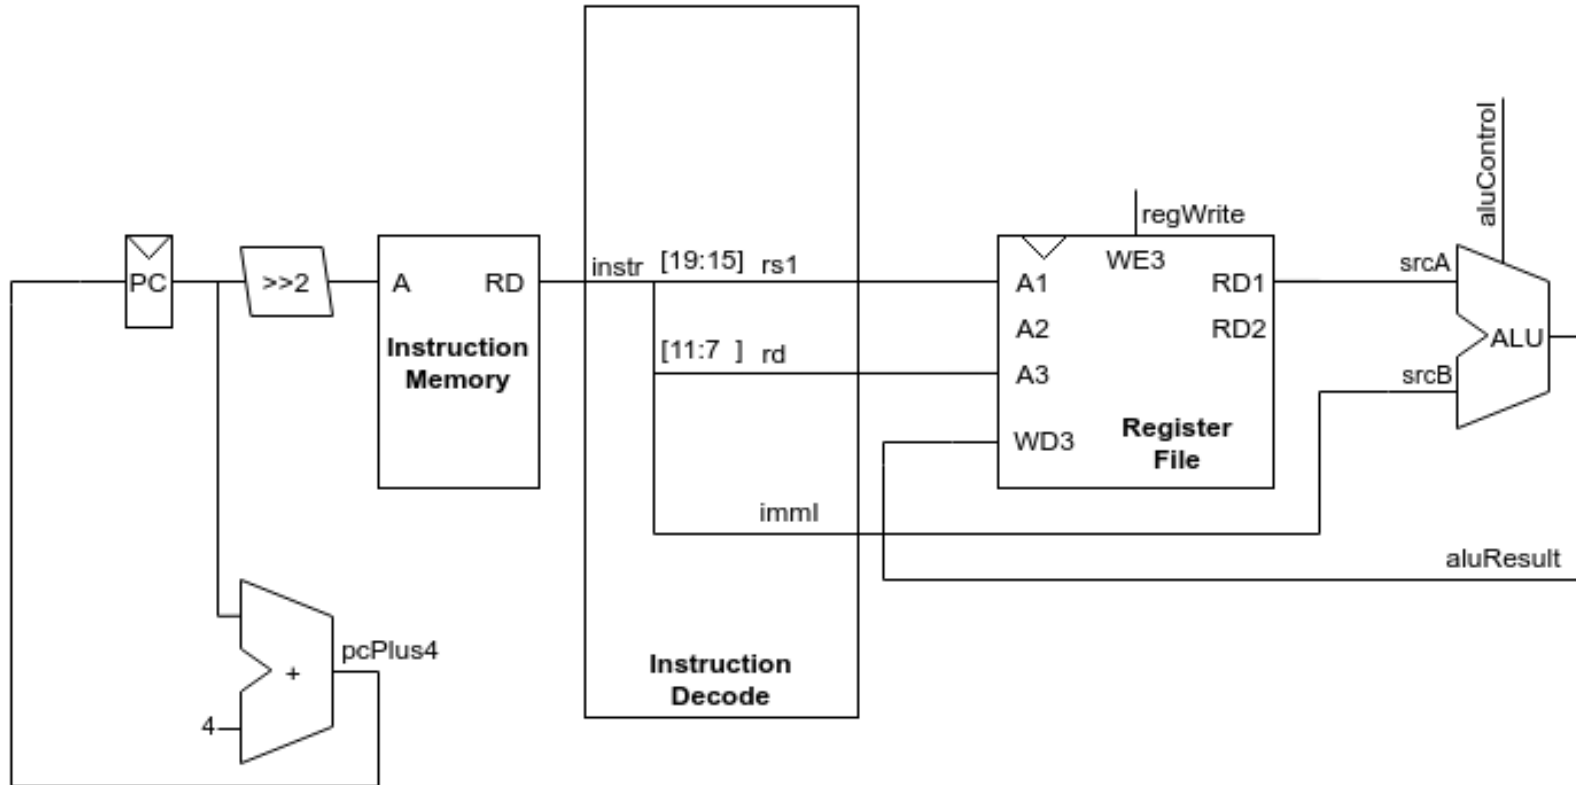 aluControl
regWrite
instr
[19:15] rs1
WE3
srcA
PC
>>2
A
RD
A1
RD1
A2
RD2
ALU
Instruction
Memory
[11:7 ] rd
A3
srcB
WD3
Register
File
immI
aluResult
pcPlus4
+
4
Instruction
Decode